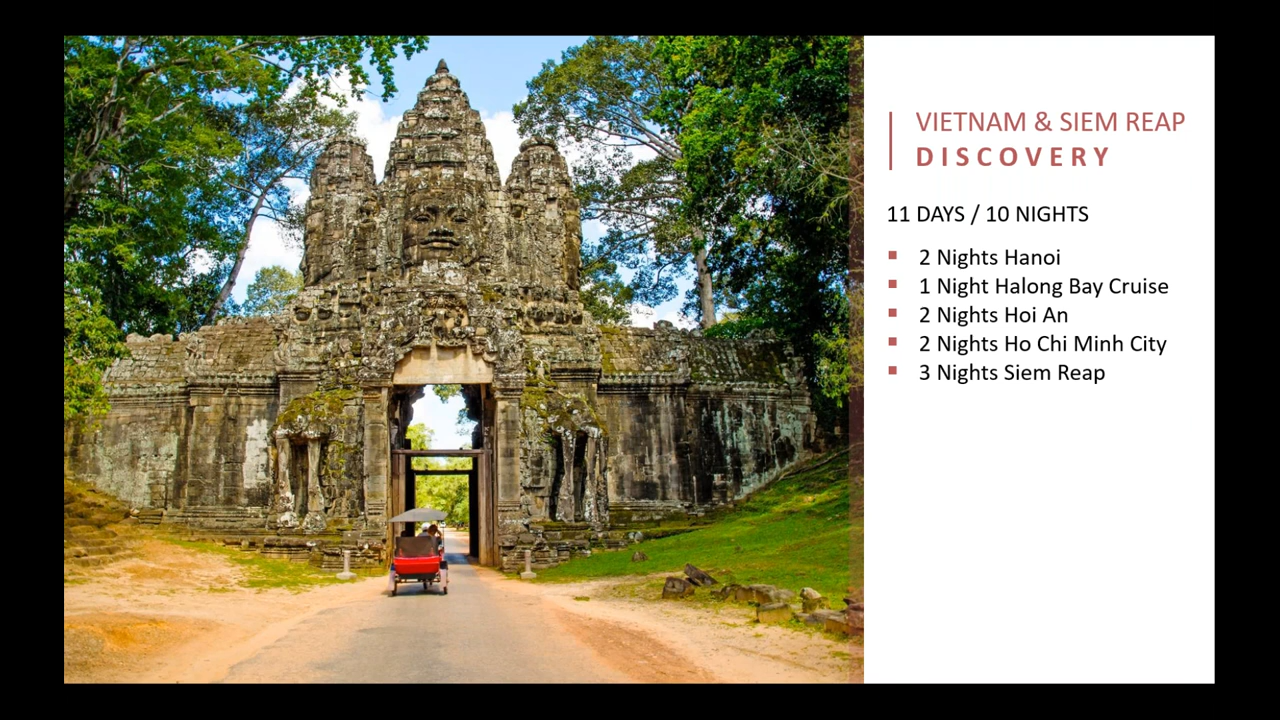 VIETNAM & SIEM REAP
DISCOVERY
11 DAYS / 10 NIGHTS
▪ 2 Nights Hanoi
▪ 1 Night Halong Bay Cruise
▪ 2 Nights Hoi An
▪ 2 Nights Ho Chi Minh City
▪ 3 Nights Siem Reap